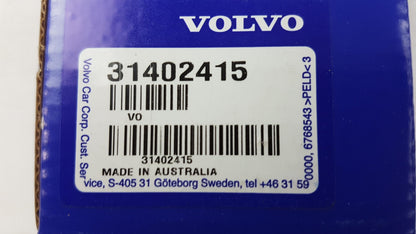 VOLVO
31402415
VO
31402415
MADE IN AUSTRALIA
Volvo Car Corp. Cust. Ser
vice, S-405 31 Göteborg Sweden, tel +46 31 59
0000, 6768543 >PELD<3